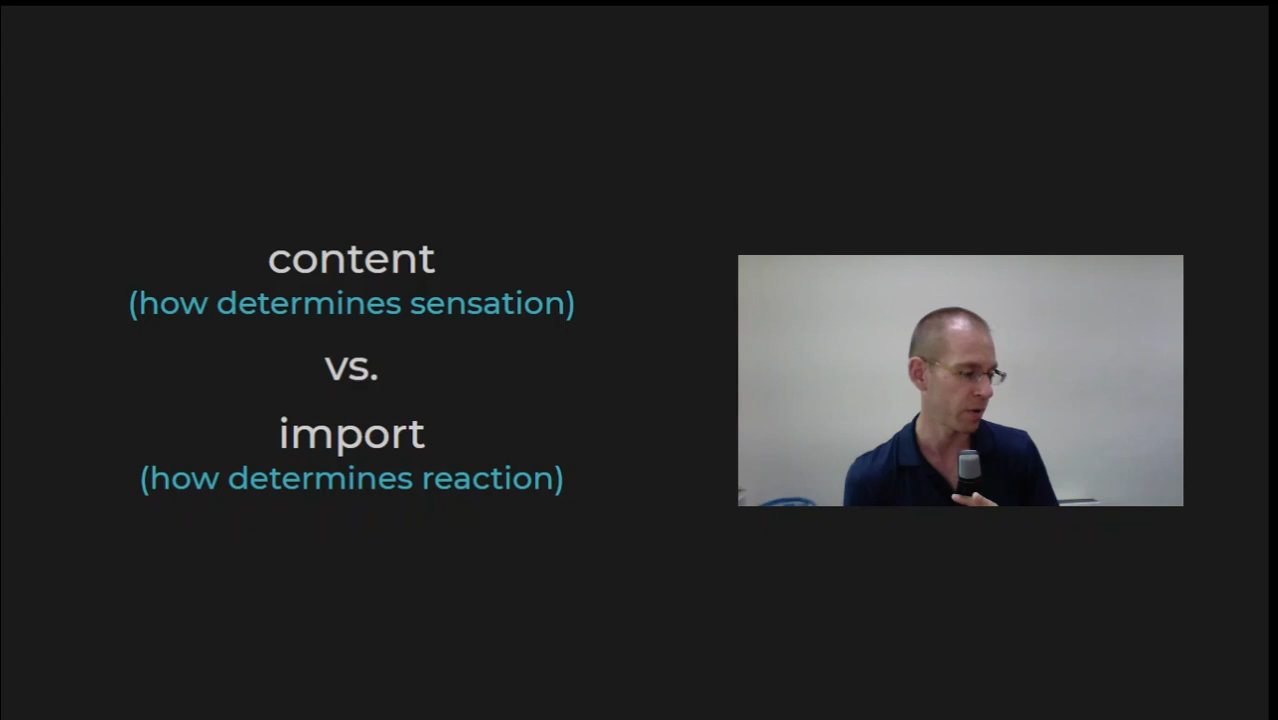 content
(how determines sensation)
vs.
import
(how determines reaction)